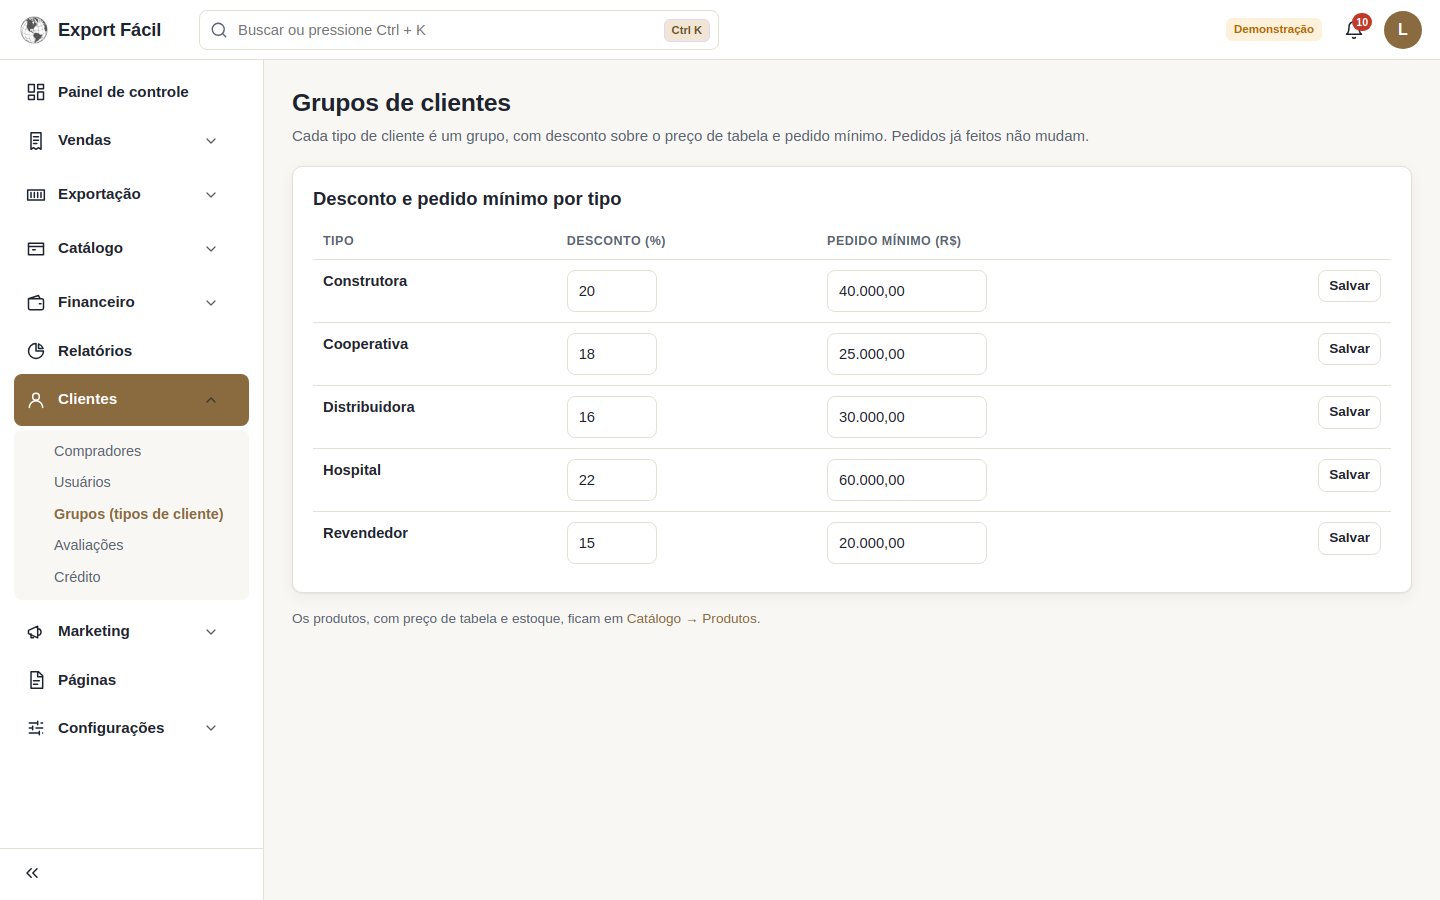 Export Fácil
Buscar ou pressione Ctrl + K
Ctrl K
Demonstração
10
L
Painel de controle
Vendas
Exportação
Catálogo
Financeiro
Relatórios
Clientes
Compradores
Usuários
Grupos (tipos de cliente)
Avaliações
Crédito
Marketing
Páginas
Configurações
Grupos de clientes
Cada tipo de cliente é um grupo, com desconto sobre o preço de tabela e pedido mínimo. Pedidos já feitos não mudam.
Desconto e pedido mínimo por tipo
TIPO DESCONTO (%) PEDIDO MÍNIMO (R$)
Construtora 20 40.000,00 Salvar
Cooperativa 18 25.000,00 Salvar
Distribuidora 16 30.000,00 Salvar
Hospital 22 60.000,00 Salvar
Revendedor 15 20.000,00 Salvar
Os produtos, com preço de tabela e estoque, ficam em Catálogo → Produtos.